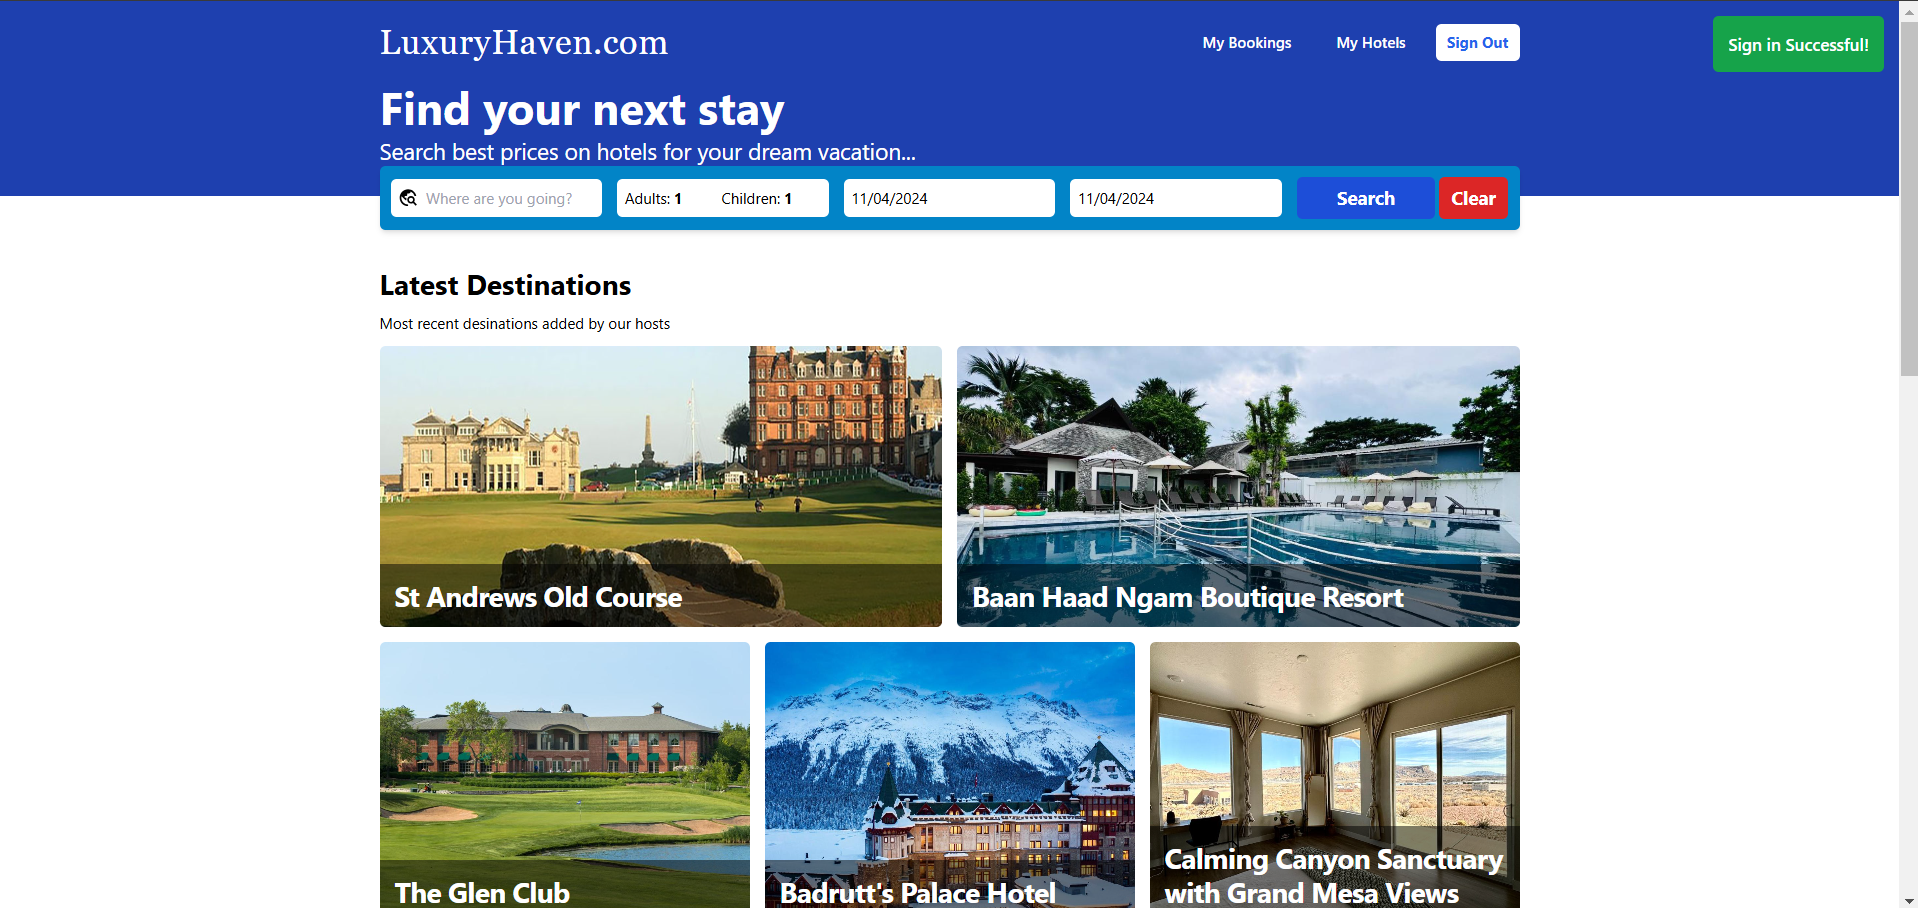 LuxuryHaven.com
My Bookings
My Hotels
Sign Out
Sign in Successful!
Find your next stay
Search best prices on hotels for your dream vacation...
Where are you going?
Adults: 1
Children: 1
11/04/2024
11/04/2024
Search
Clear
Latest Destinations
Most recent desinations added by our hosts
St Andrews Old Course
Baan Haad Ngam Boutique Resort
The Glen Club
Badrutt's Palace Hotel
Calming Canyon Sanctuary
with Grand Mesa Views